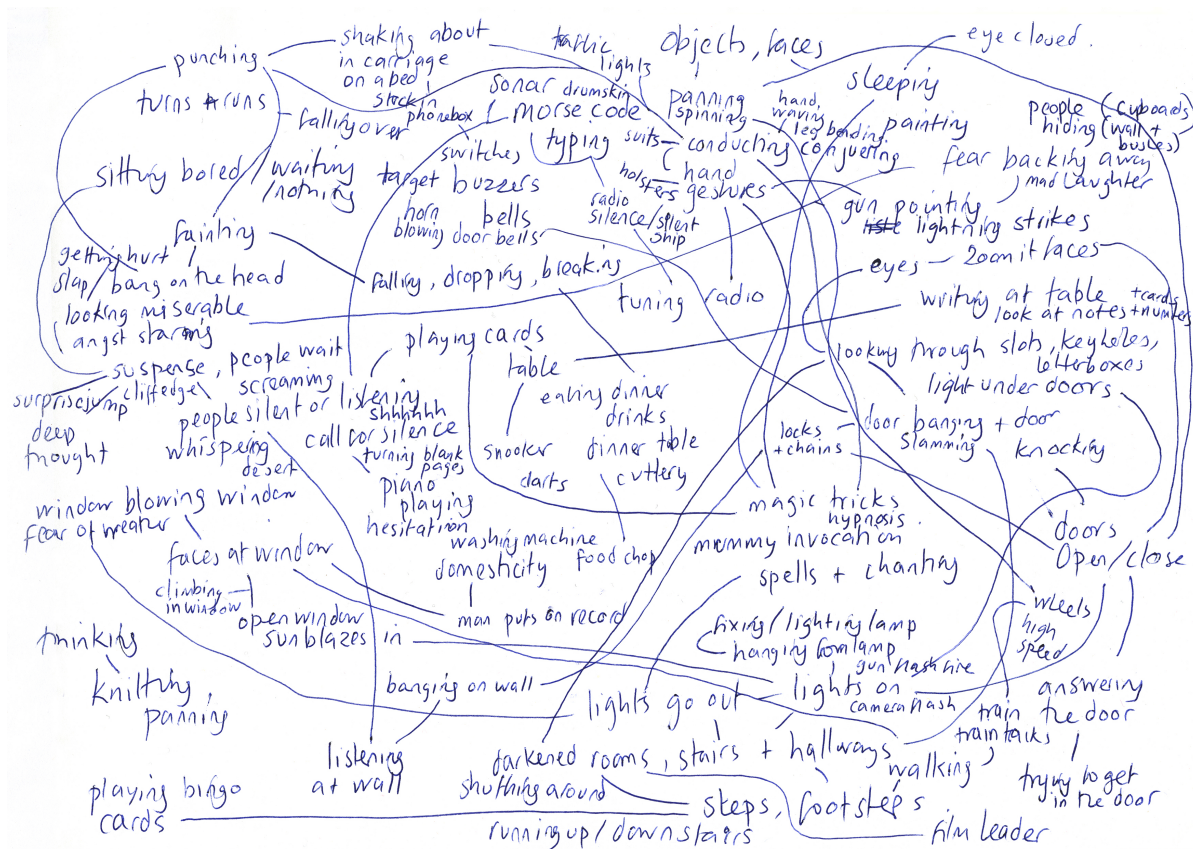 shaking about
in carriage
on a bed
stuck in
phonebox
punching
turns
runs
falling over
sitting bored / waiting
/ nothing
traffic
lights
sonar drumskin
morse code
switches
typing
suits
target buzzers
horn
blowing
bells
door bells
radio
silence / silent
ship
Objects, faces
panning
spinning
hand,
waving
leg bending
conducting
conjuring
hand
gestures
holsters
eye closed.
sleeping
painting
people
hiding
(cupboards)
(wall +
bushes)
fear backing away
mad laughter
gun pointing
lightning strikes
eyes — zoom it faces
writing at table
+ cards
look at notes + numbers
looking through slots, keyholes,
letterboxes
light under doors
fainting
getting hurt
slap / bang on the head
looking miserable
angst staring
falling, dropping, breaking
tuning radio
suspense, people wait
screaming
surprise jump
cliffedge
deep
thought
people silent or listening
shhhhhh
whispering
call for silence
desert
turning blank
pages
piano
playing
hesitation
playing cards
table
eating dinner
drinks
snooker
darts
dinner table
cutlery
locks
+ chains
door banging + door
slamming
knocking
doors
open / close
window blowing window
fear of weather
faces at window
climbing
in window
open window
sun blazes in
washing machine
domesticity
food chop
man puts on record
magic tricks
hypnosis.
mummy invocation
spells + chanting
fixing / lighting lamp
hanging from lamp
gun flash fire
lights on
camera flash
wheels
high
speed
thinking
knitting,
panning
banging on wall
lights go out
train
train tracks
answering
the door
trying to get
in the door
listening
at wall
darkened rooms, stairs + hallways
shuffling around
walking
playing bingo
cards
steps, footsteps
running up / down stairs
film leader